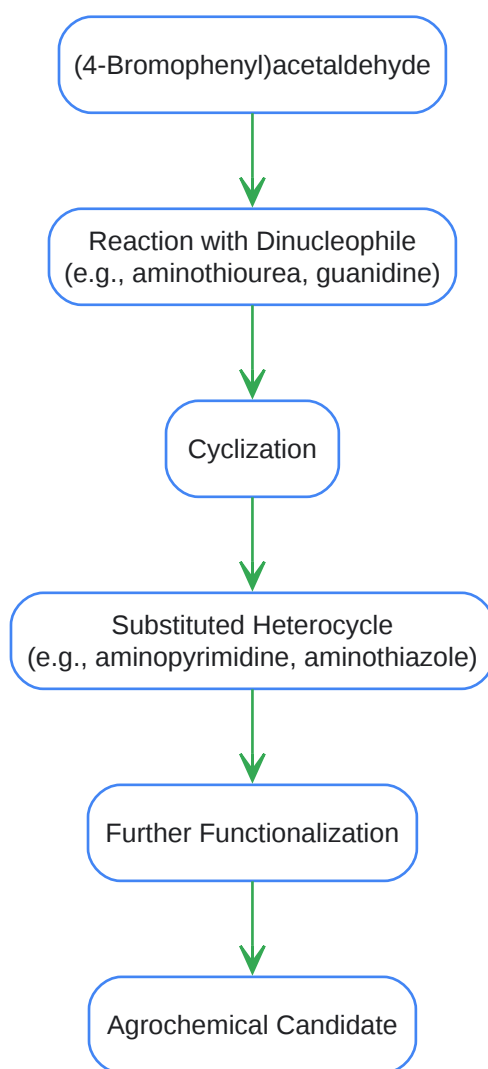 (4-Bromophenyl)acetaldehyde
Reaction with Dinucleophile
(e.g., aminothiourea, guanidine)
Cyclization
Substituted Heterocycle
(e.g., aminopyrimidine, aminothiazole)
Further Functionalization
Agrochemical Candidate